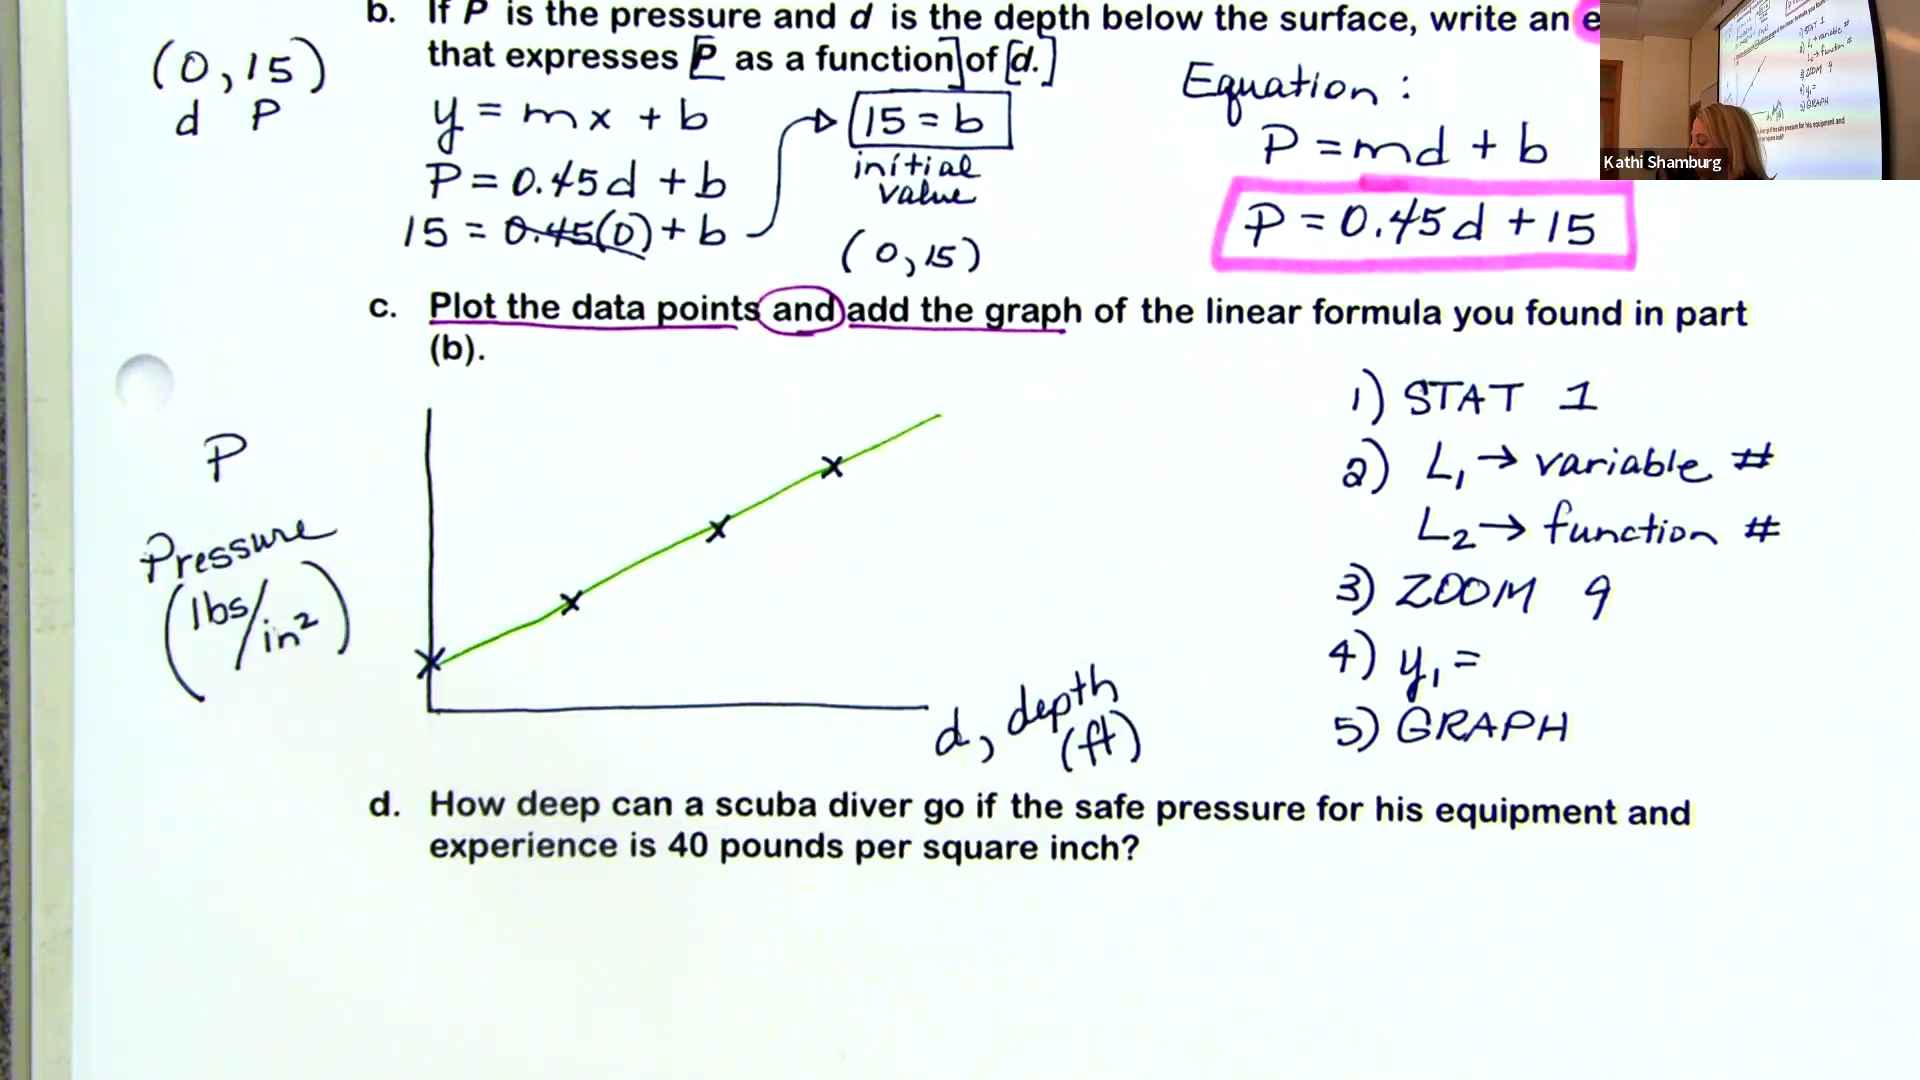 b. If P is the pressure and d is the depth below the surface, write an e
that expresses P as a function of d.
(0,15)
d P
y = mx + b
P = 0.45d + b
15 = 0.45(0) + b
15 = b
initial
value
(0,15)
Equation:
P = md + b
P = 0.45d + 15
Kathi Shamburg
c. Plot the data points and add the graph of the linear formula you found in part
(b).
P
Pressure
(lbs/in²)
d, depth
(ft)
1) STAT 1
2) L₁ → variable #
L₂ → function #
3) ZOOM 9
4) y₁ =
5) GRAPH
d. How deep can a scuba diver go if the safe pressure for his equipment and
experience is 40 pounds per square inch?